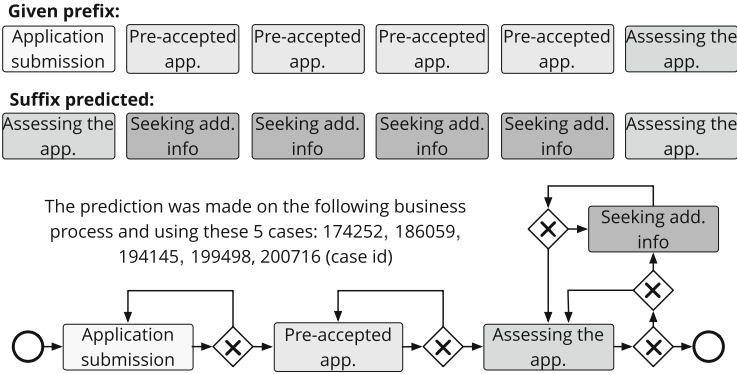 Given prefix:
Application submission
Pre-accepted app.
Pre-accepted app.
Pre-accepted app.
Pre-accepted app.
Assessing the app.
Suffix predicted:
Assessing the app.
Seeking add. info
Seeking add. info
Seeking add. info
Seeking add. info
Assessing the app.
The prediction was made on the following business
process and using these 5 cases: 174252, 186059,
194145, 199498, 200716 (case id)
Seeking add.
info
Application
submission
Pre-accepted
app.
Assessing the
app.